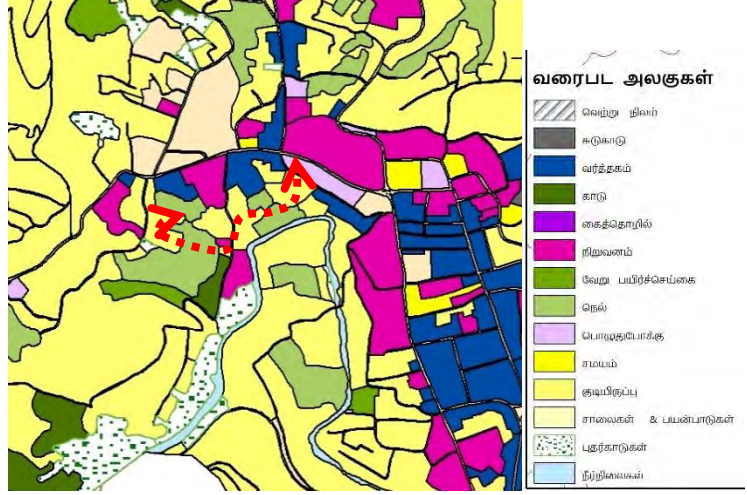 வரைபட அலகுகள்
வெற்று நிலம்
சுடுகாடு
வர்த்தகம்
காடு
கைத்தொழில்
நிறுவனம்
வேறு பயிர்ச்செய்கை
நெல்
பொழுதுபோக்கு
சமயம்
குடியிருப்பு
சாலைகள் & பயன்பாடுகள்
புதர்காடுகள்
நீர்நிலைகள்